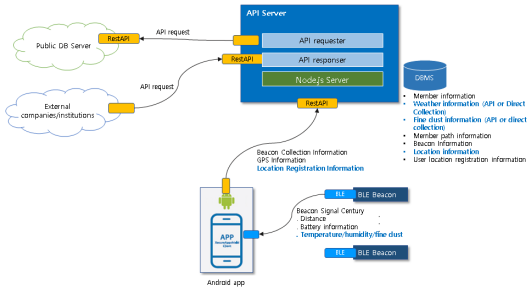 API Server
API request
RestAPI
Public DB Server
API requester
RestAPI
API responser
API request
Node.js Server
DBMS
RestAPI
External
companies/institutions
• Member information
• Weather information (API or Direct
Collection)
• Fine dust information (API or direct
collection)
• Member path information
• Beacon Information
• Location information
• User location registration information
Beacon Collection Information
GPS Information
Location Registration Information
BLE
BLE Beacon
Beacon Signal Century
. Distance :
. Battery information :
. Temperature/humidity/fine dust
APP
BLE
BLE Beacon
Android app